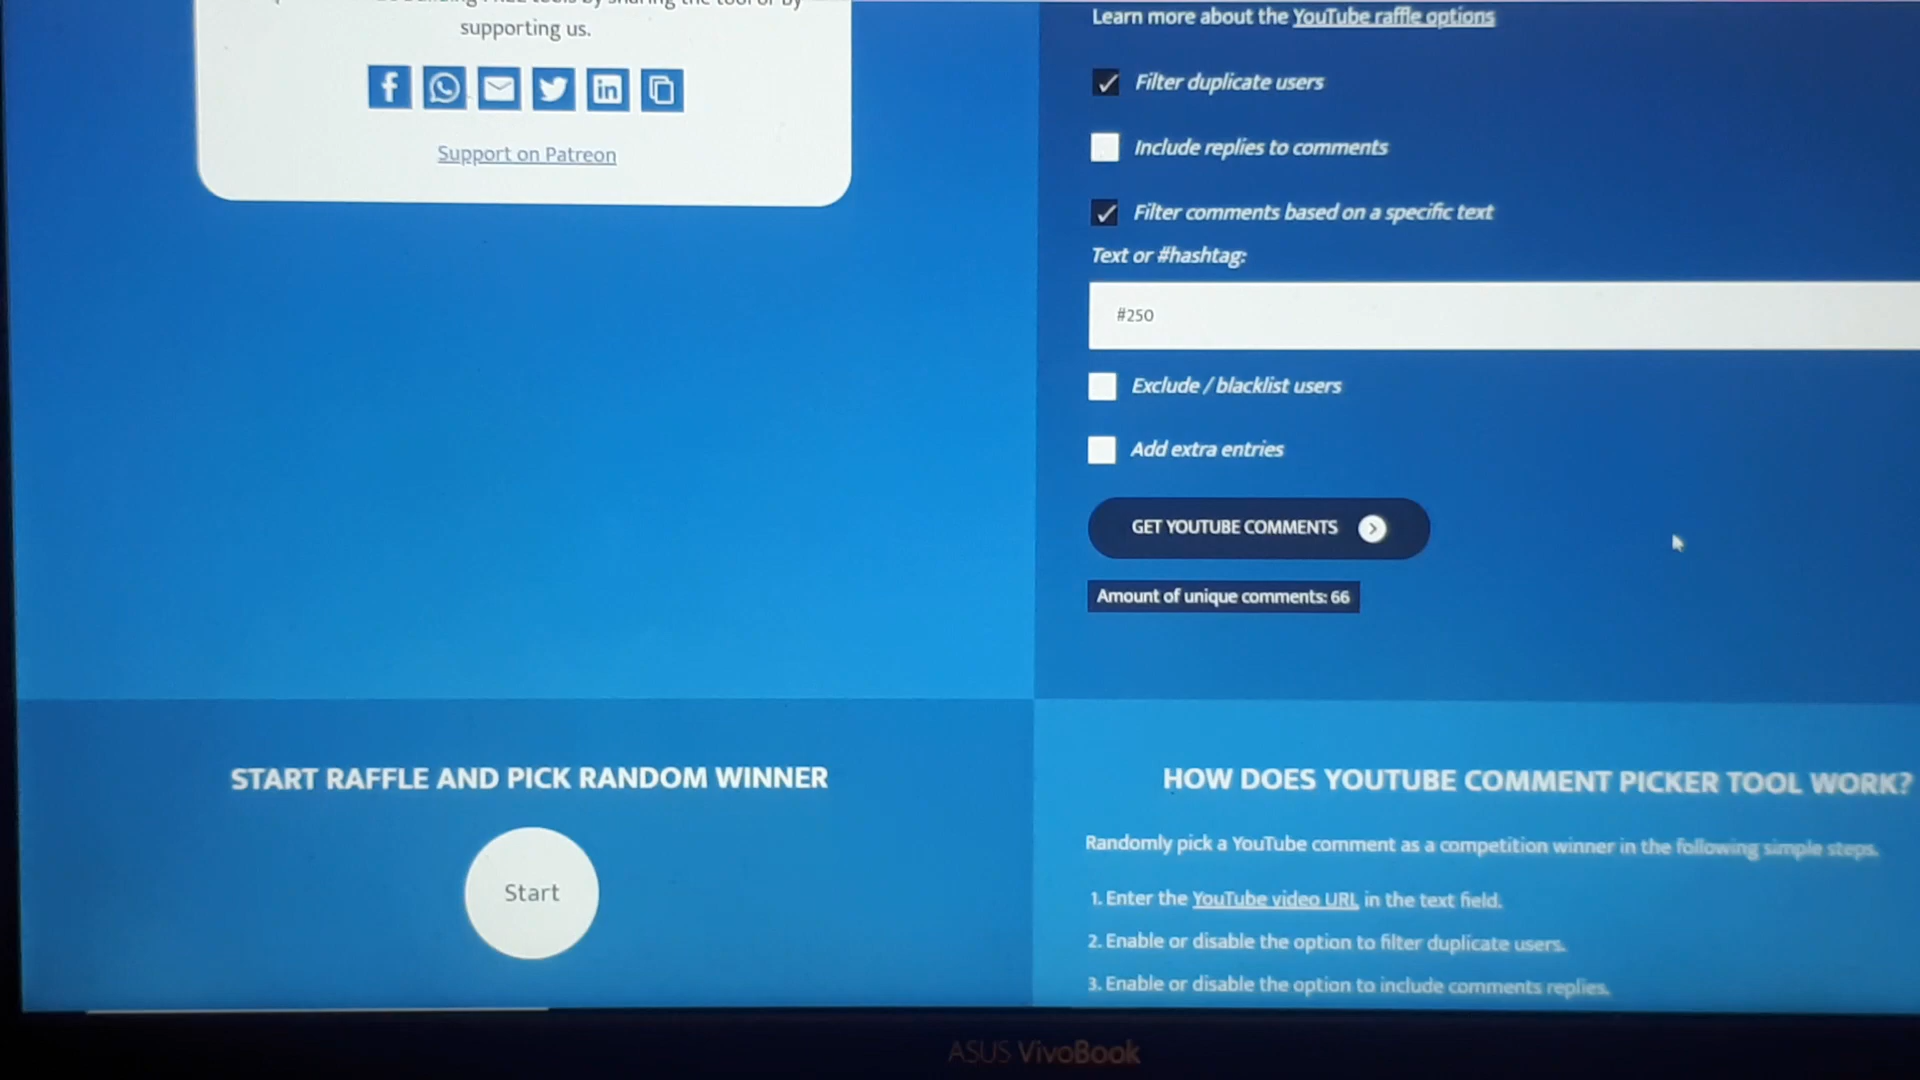 supporting us.
Support on Patreon
Learn more about the YouTube raffle options
Filter duplicate users
Include replies to comments
Filter comments based on a specific text
Text or #hashtag:
#250
Exclude / blacklist users
Add extra entries
GET YOUTUBE COMMENTS
Amount of unique comments: 66
START RAFFLE AND PICK RANDOM WINNER
Start
HOW DOES YOUTUBE COMMENT PICKER TOOL WORK?
Randomly pick a YouTube comment as a competition winner in the following simple steps.
1. Enter the YouTube video URL in the text field.
2. Enable or disable the option to filter duplicate users.
3. Enable or disable the option to include comments replies.
ASUS VivoBook